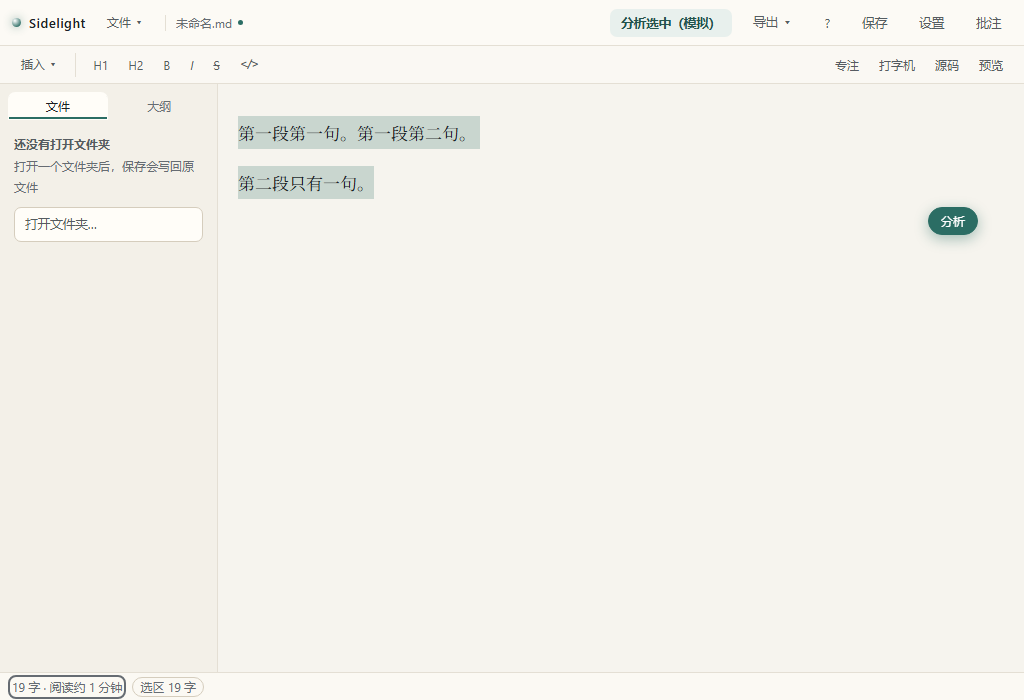 Sidelight 文件 未命名.md 分析选中（模拟） 导出 ? 保存 设置 批注
插入 H1 H2 B I S </> 专注 打字机 源码 预览
文件 大纲
还没有打开文件夹
打开一个文件夹后，保存会写回原
文件
打开文件夹...
第一段第一句。第一段第二句。
第二段只有一句。
分析
19 字 · 阅读约 1 分钟 选区 19 字